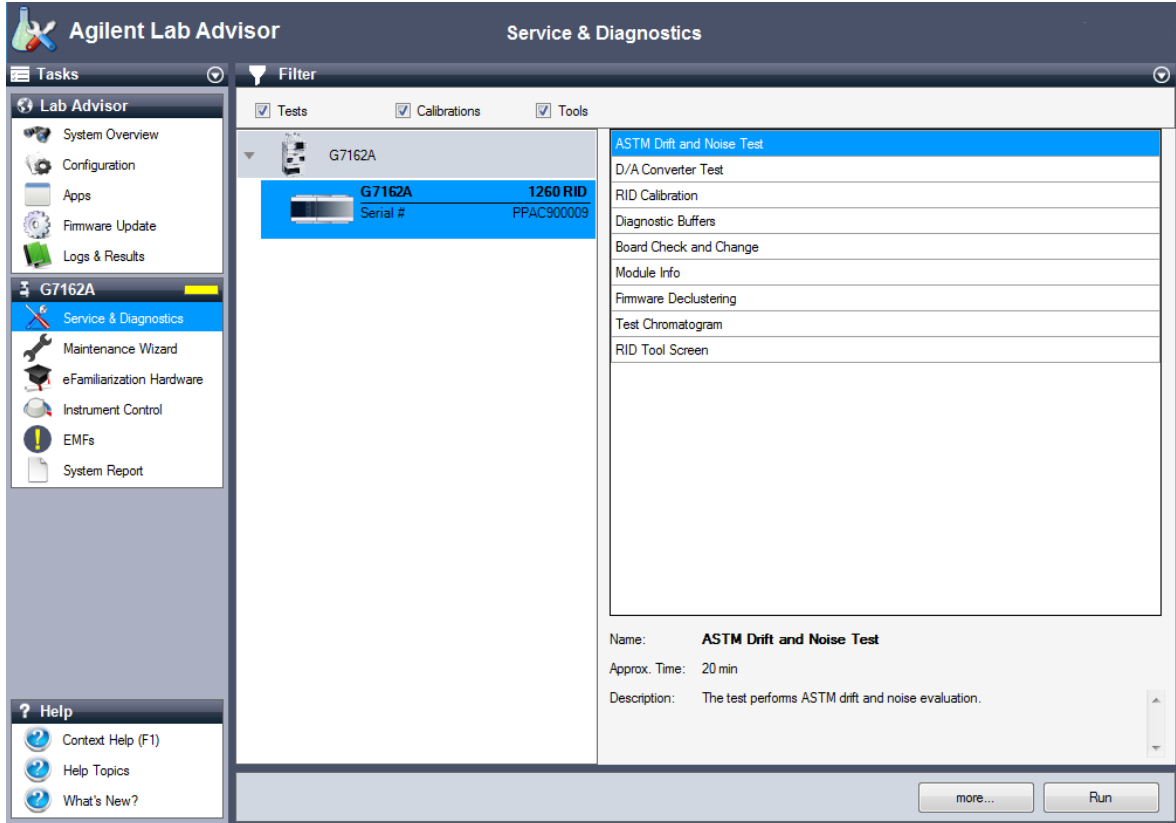 Agilent Lab Advisor
Service & Diagnostics
Tasks
Filter
Lab Advisor
System Overview
Configuration
Apps
Firmware Update
Logs & Results
G7162A
Service & Diagnostics
Maintenance Wizard
eFamiliarization Hardware
Instrument Control
EMFs
System Report
? Help
Context Help (F1)
Help Topics
What's New?
Tests Calibrations Tools
G7162A
G7162A 1260 RID
Serial # PPAC900009
ASTM Drift and Noise Test
D/A Converter Test
RID Calibration
Diagnostic Buffers
Board Check and Change
Module Info
Firmware Declustering
Test Chromatogram
RID Tool Screen
Name: ASTM Drift and Noise Test
Approx. Time: 20 min
Description: The test performs ASTM drift and noise evaluation.
more... Run